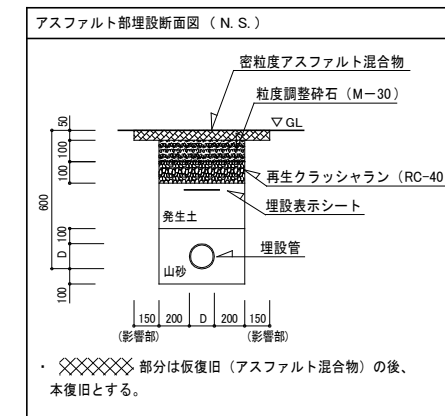 アスファルト部埋設断面図（N.S.）
密粒度アスファルト混合物
粒度調整砕石（M－30）
▽GL
再生クラッシャラン（RC-40
埋設表示シート
発生土
埋設管
山砂
50
100
100
600
100
D
100
150 200 D 200 150
(影響部) (影響部)
・ 部分は仮復旧（アスファルト混合物）の後、
本復旧とする。